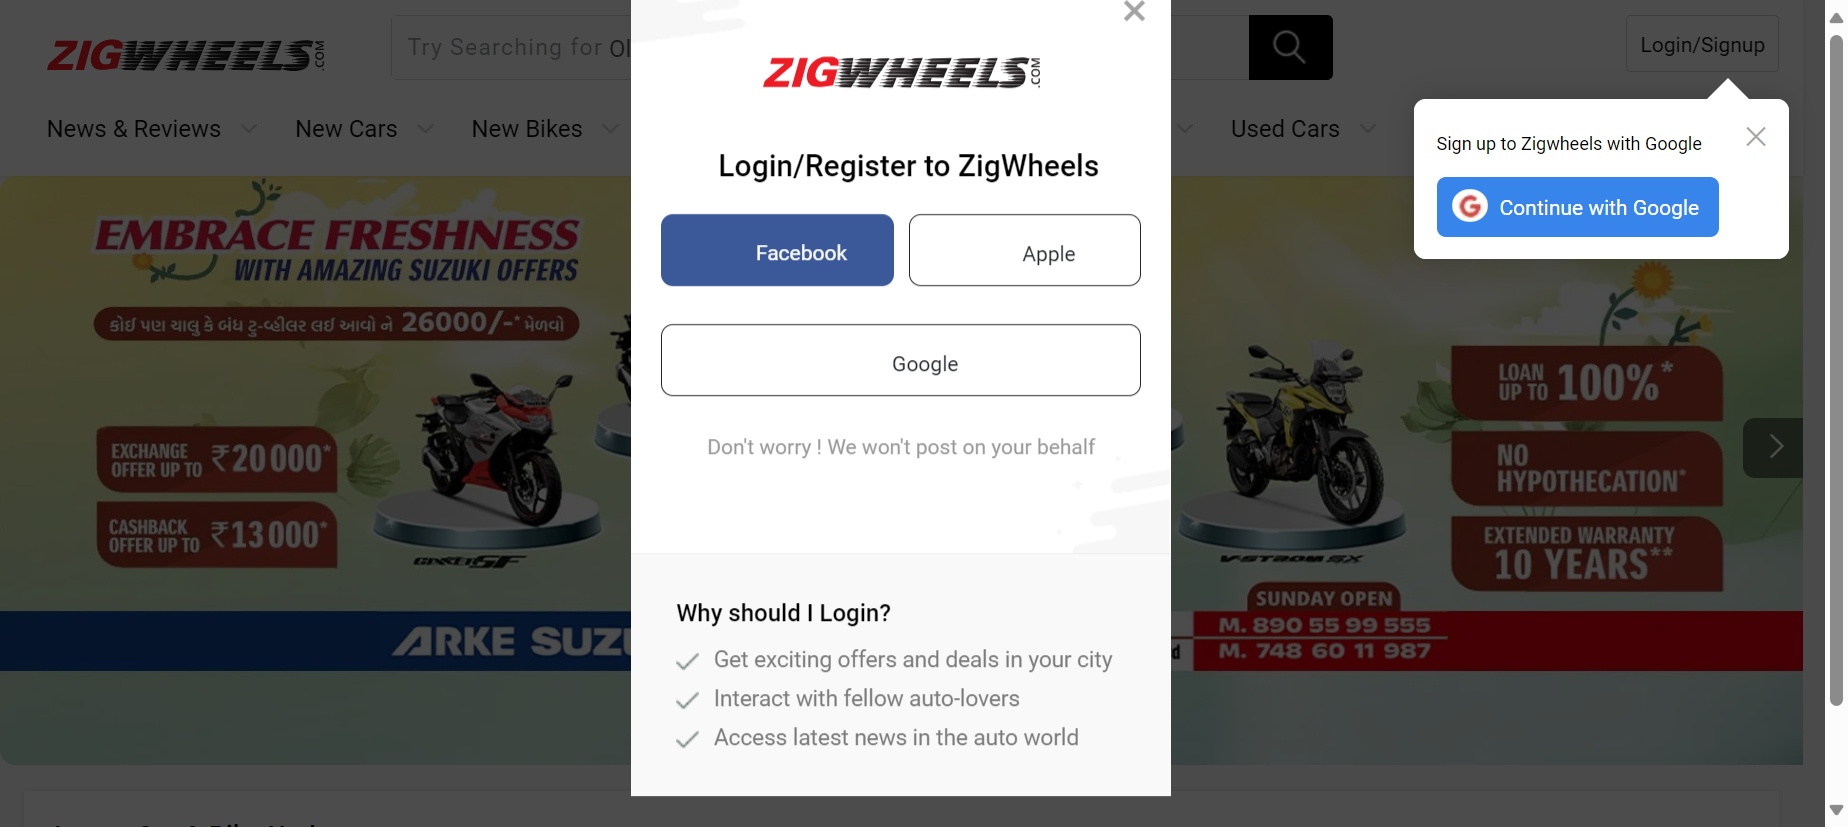 ZIGWHEELS.COM
Try Searching for Ol
Login/Signup
News & Reviews
New Cars
New Bikes
Used Cars
Sign up to Zigwheels with Google
Continue with Google
ZIGWHEELS.COM
Login/Register to ZigWheels
Facebook
Apple
Google
Don't worry ! We won't post on your behalf
Why should I Login?
Get exciting offers and deals in your city
Interact with fellow auto-lovers
Access latest news in the auto world
EMBRACE FRESHNESS
WITH AMAZING SUZUKI OFFERS
કોઈ પણ ચાલુ કે બંધ ટુ-વ્હીલર લઈ આવો ને 26000/-* મેળવો
EXCHANGE
OFFER UP TO ₹20000*
CASHBACK
OFFER UP TO ₹13000*
GIXXER SF
V-STROM SX
LOAN
UP TO 100%*
NO
HYPOTHECATION*
EXTENDED WARRANTY
10 YEARS**
SUNDAY OPEN
ARKE SUZU
M. 890 55 99 555
M. 748 60 11 987